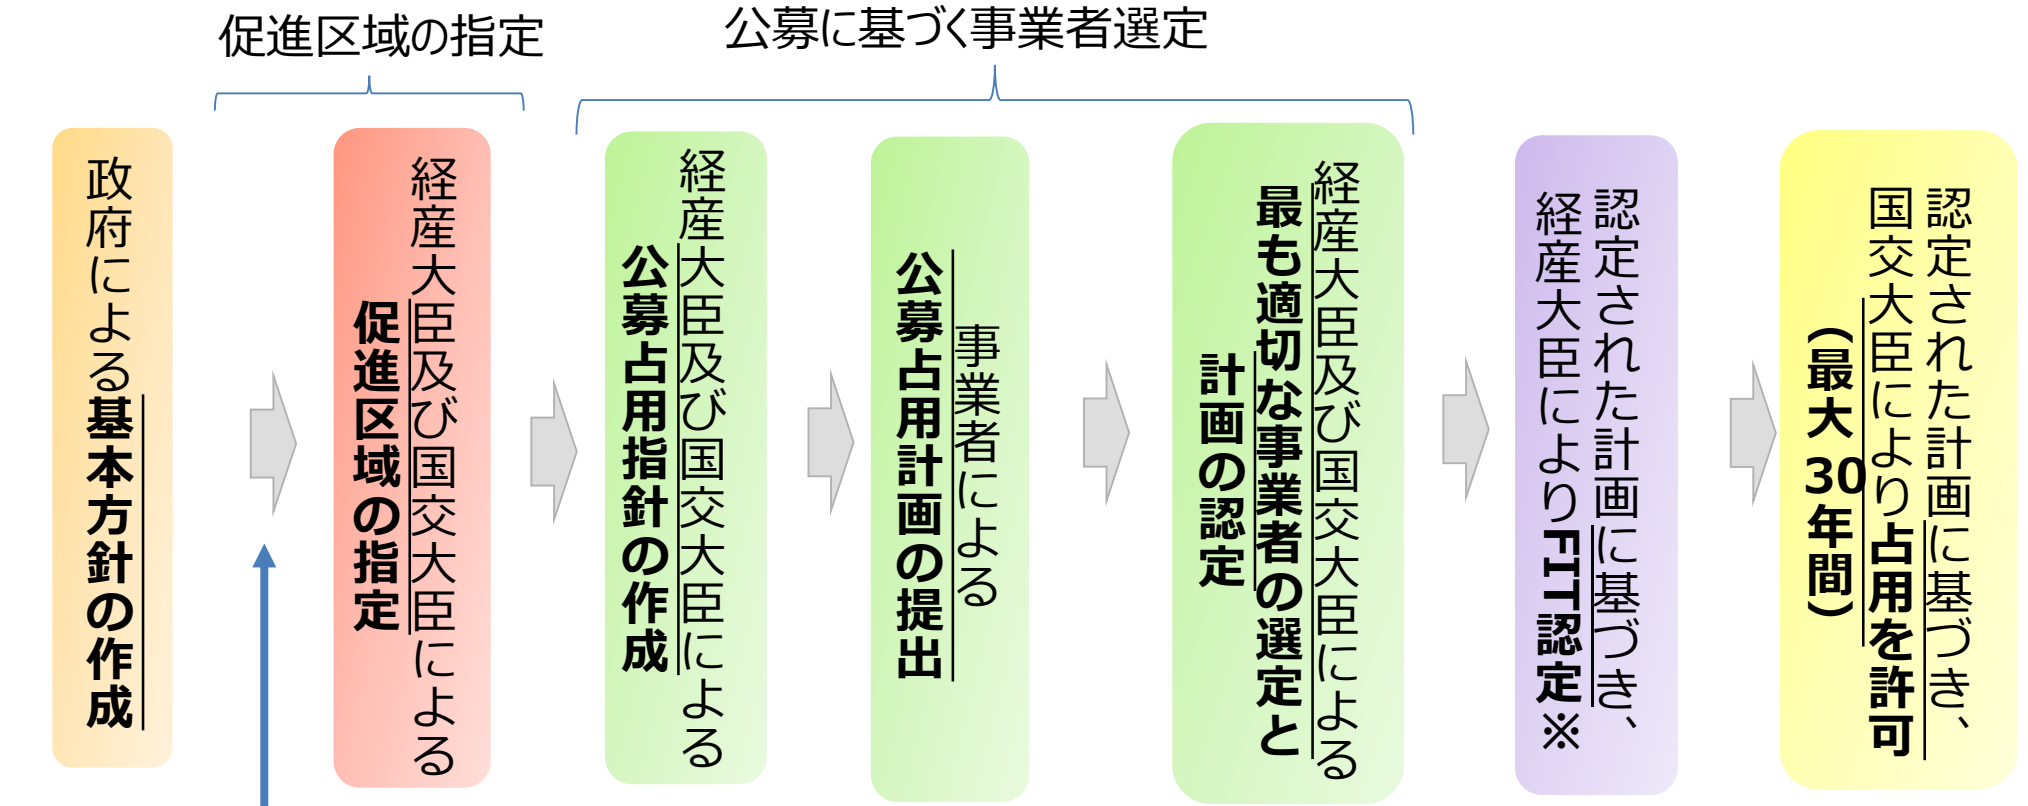 促進区域の指定
公募に基づく事業者選定
政府による基本方針の作成
経産大臣及び国交大臣による
促進区域の指定
経産大臣及び国交大臣による
公募占用指針の作成
事業者による
公募占用計画の提出
経産大臣及び国交大臣による
最も適切な事業者の選定と
計画の認定
認定された計画に基づき、
経産大臣によりFIT認定※
認定された計画に基づき、
国交大臣により占用を許可
（最大30年間）